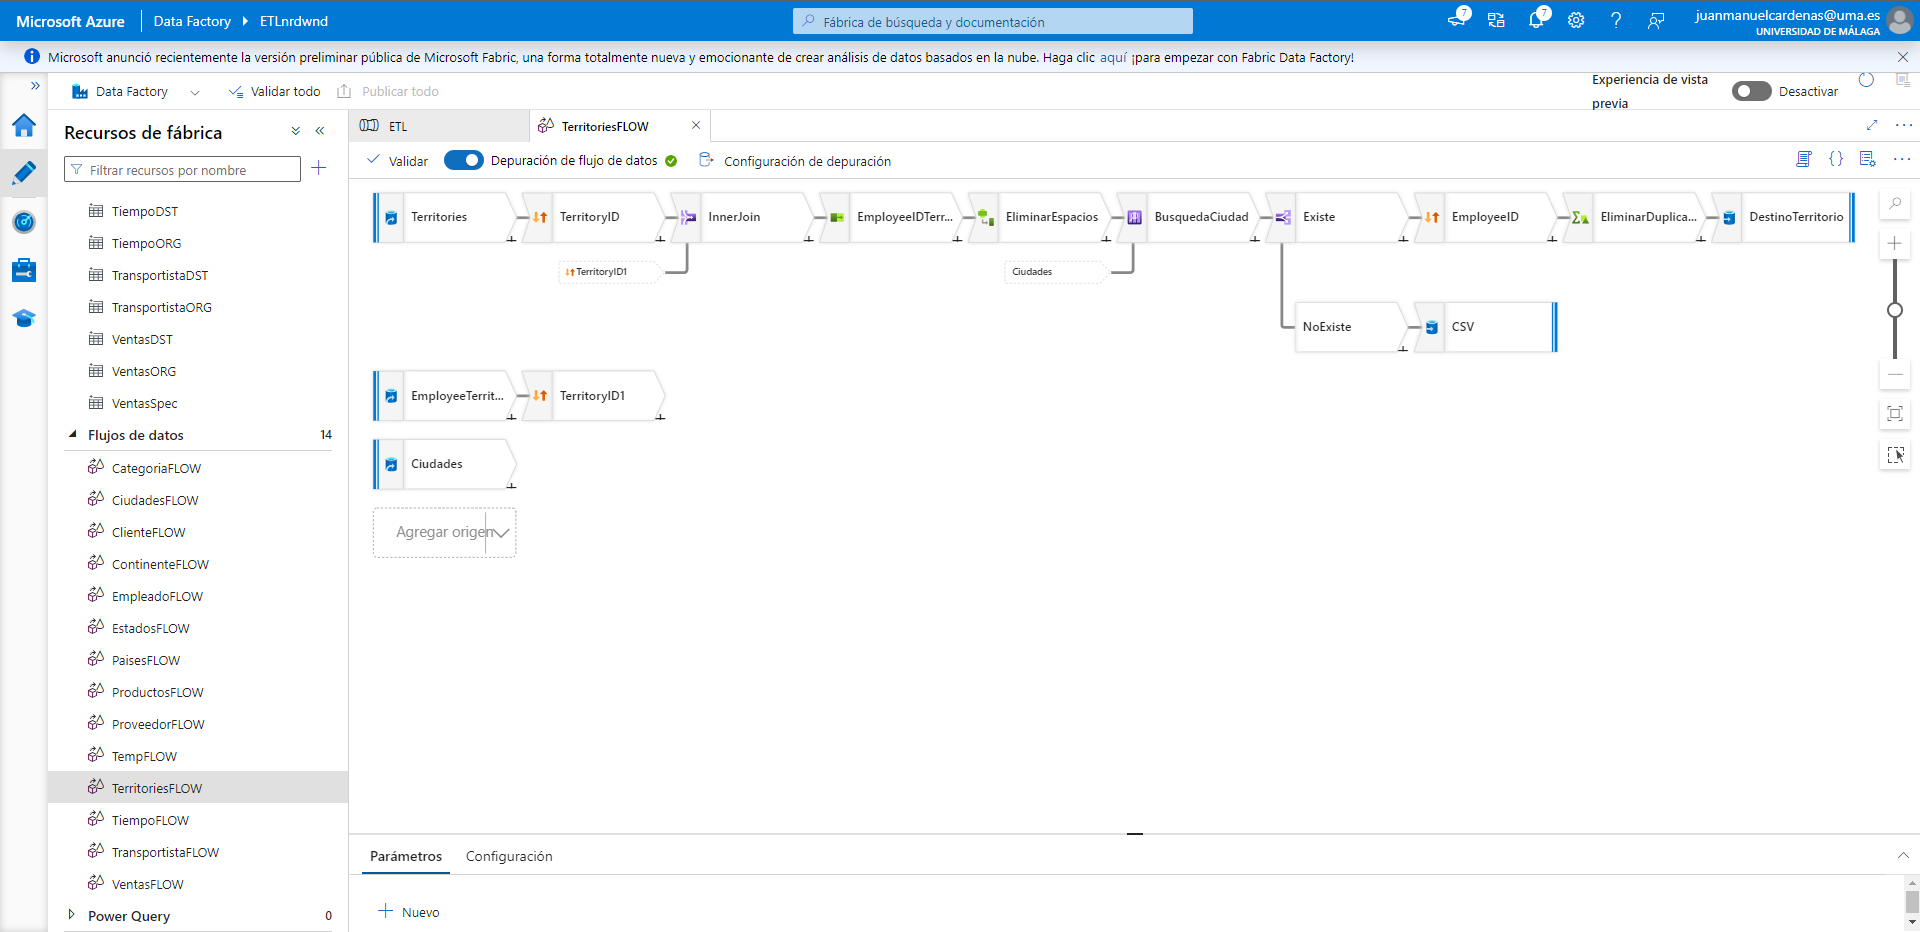 Microsoft Azure
Data Factory
ETLnrdwnd
Fábrica de búsqueda y documentación
7
7
juanmanuelcardenas@uma.es
UNIVERSIDAD DE MÁLAGA
Microsoft anunció recientemente la versión preliminar pública de Microsoft Fabric, una forma totalmente nueva y emocionante de crear análisis de datos basados en la nube. Haga clic aquí ¡para empezar con Fabric Data Factory!
Data Factory
Validar todo
Publicar todo
Experiencia de vista previa
Desactivar
Recursos de fábrica
Filtrar recursos por nombre
TiempoDST
TiempoORG
TransportistaDST
TransportistaORG
VentasDST
VentasORG
VentasSpec
Flujos de datos 14
CategoriaFLOW
CiudadesFLOW
ClienteFLOW
ContinenteFLOW
EmpleadoFLOW
EstadosFLOW
PaisesFLOW
ProductosFLOW
ProveedorFLOW
TempFLOW
TerritoriesFLOW
TiempoFLOW
TransportistaFLOW
VentasFLOW
Power Query 0
ETL
TerritoriesFLOW
Validar
Depuración de flujo de datos
Configuración de depuración
Territories
TerritoryID
InnerJoin
EmployeeIDTerr...
EliminarEspacios
BusquedaCiudad
Existe
EmployeeID
EliminarDuplica...
DestinoTerritorio
TerritoryID1
Ciudades
NoExiste
CSV
EmployeeTerrit...
TerritoryID1
Ciudades
Agregar origen
Parámetros
Configuración
Nuevo